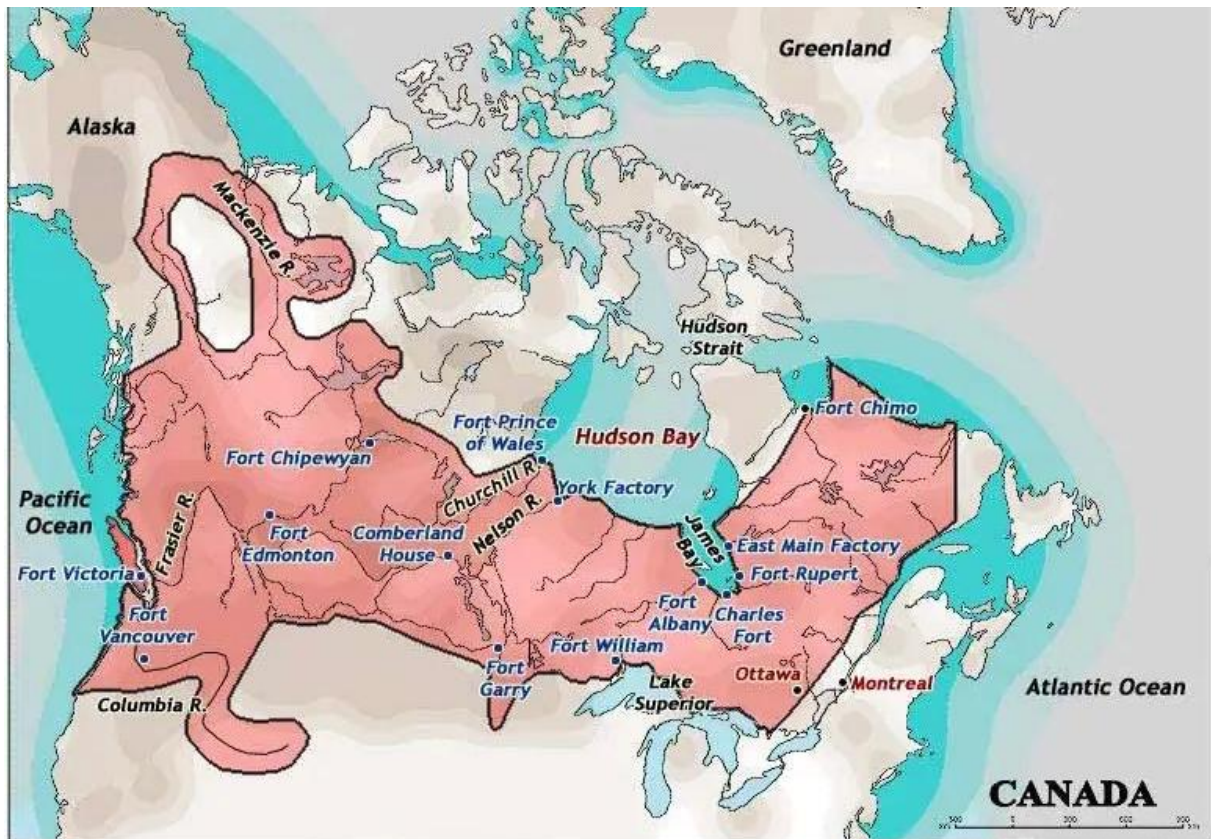 Greenland
Alaska
Mackenzie R.
Hudson
Strait
Fort Chimo
Fort Prince
of Wales
Hudson Bay
Fort Chipewyan
Churchill R.
York Factory
Pacific
Ocean
Frasier R.
Nelson R.
Fort
Edmonton
Comberland
House
James
Bay
East Main Factory
Fort Victoria
Fort Rupert
Fort
Vancouver
Fort
Albany
Charles
Fort
Fort William
Fort
Garry
Lake
Superior
Ottawa
Montreal
Atlantic Ocean
Columbia R.
CANADA